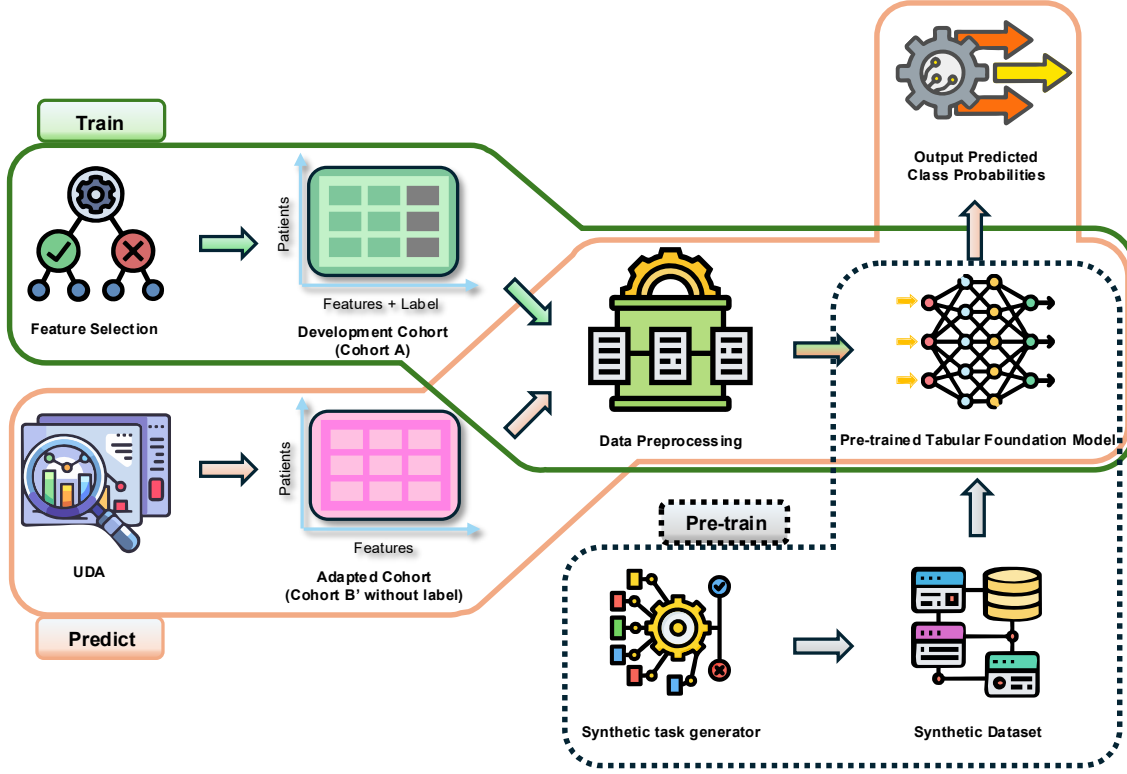 Output Predicted
Class Probabilities
Train
Patients
Features + Label
Feature Selection
Development Cohort
(Cohort A)
Data Preprocessing
Pre-trained Tabular Foundation Model
Patients
Features
UDA
Adapted Cohort
(Cohort B’ without label)
Predict
Pre-train
Synthetic task generator
Synthetic Dataset